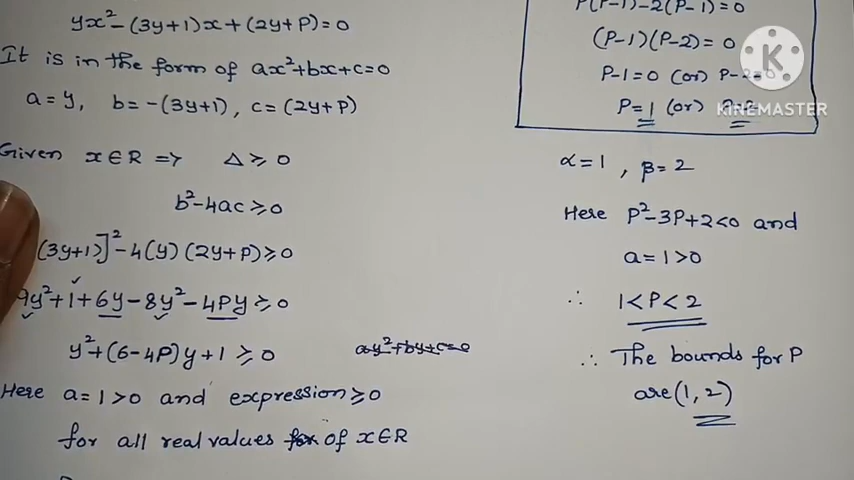 yx²-(3y+1)x+(2y+P)=0
It is in the form of ax²+bx+c=0
a=y, b=-(3y+1), c=(2y+P)
Given x∈R ⇒ Δ≥0
b²-4ac≥0
(3y+1)]²-4(y)(2y+P)≥0
9y²+1+6y-8y²-4Py≥0
y²+(6-4P)y+1≥0
ay²+by+c=0
Here a=1>0 and expression≥0
for all real values of x∈R
P(P-1)-2(P-1)=0
(P-1)(P-2)=0
P-1=0 (or) P-2=0
P=1 (or)
KINEMASTER
α=1, β=2
Here P²-3P+2<0 and
a=1>0
∴ 1<P<2
∴ The bounds for P
are (1,2)